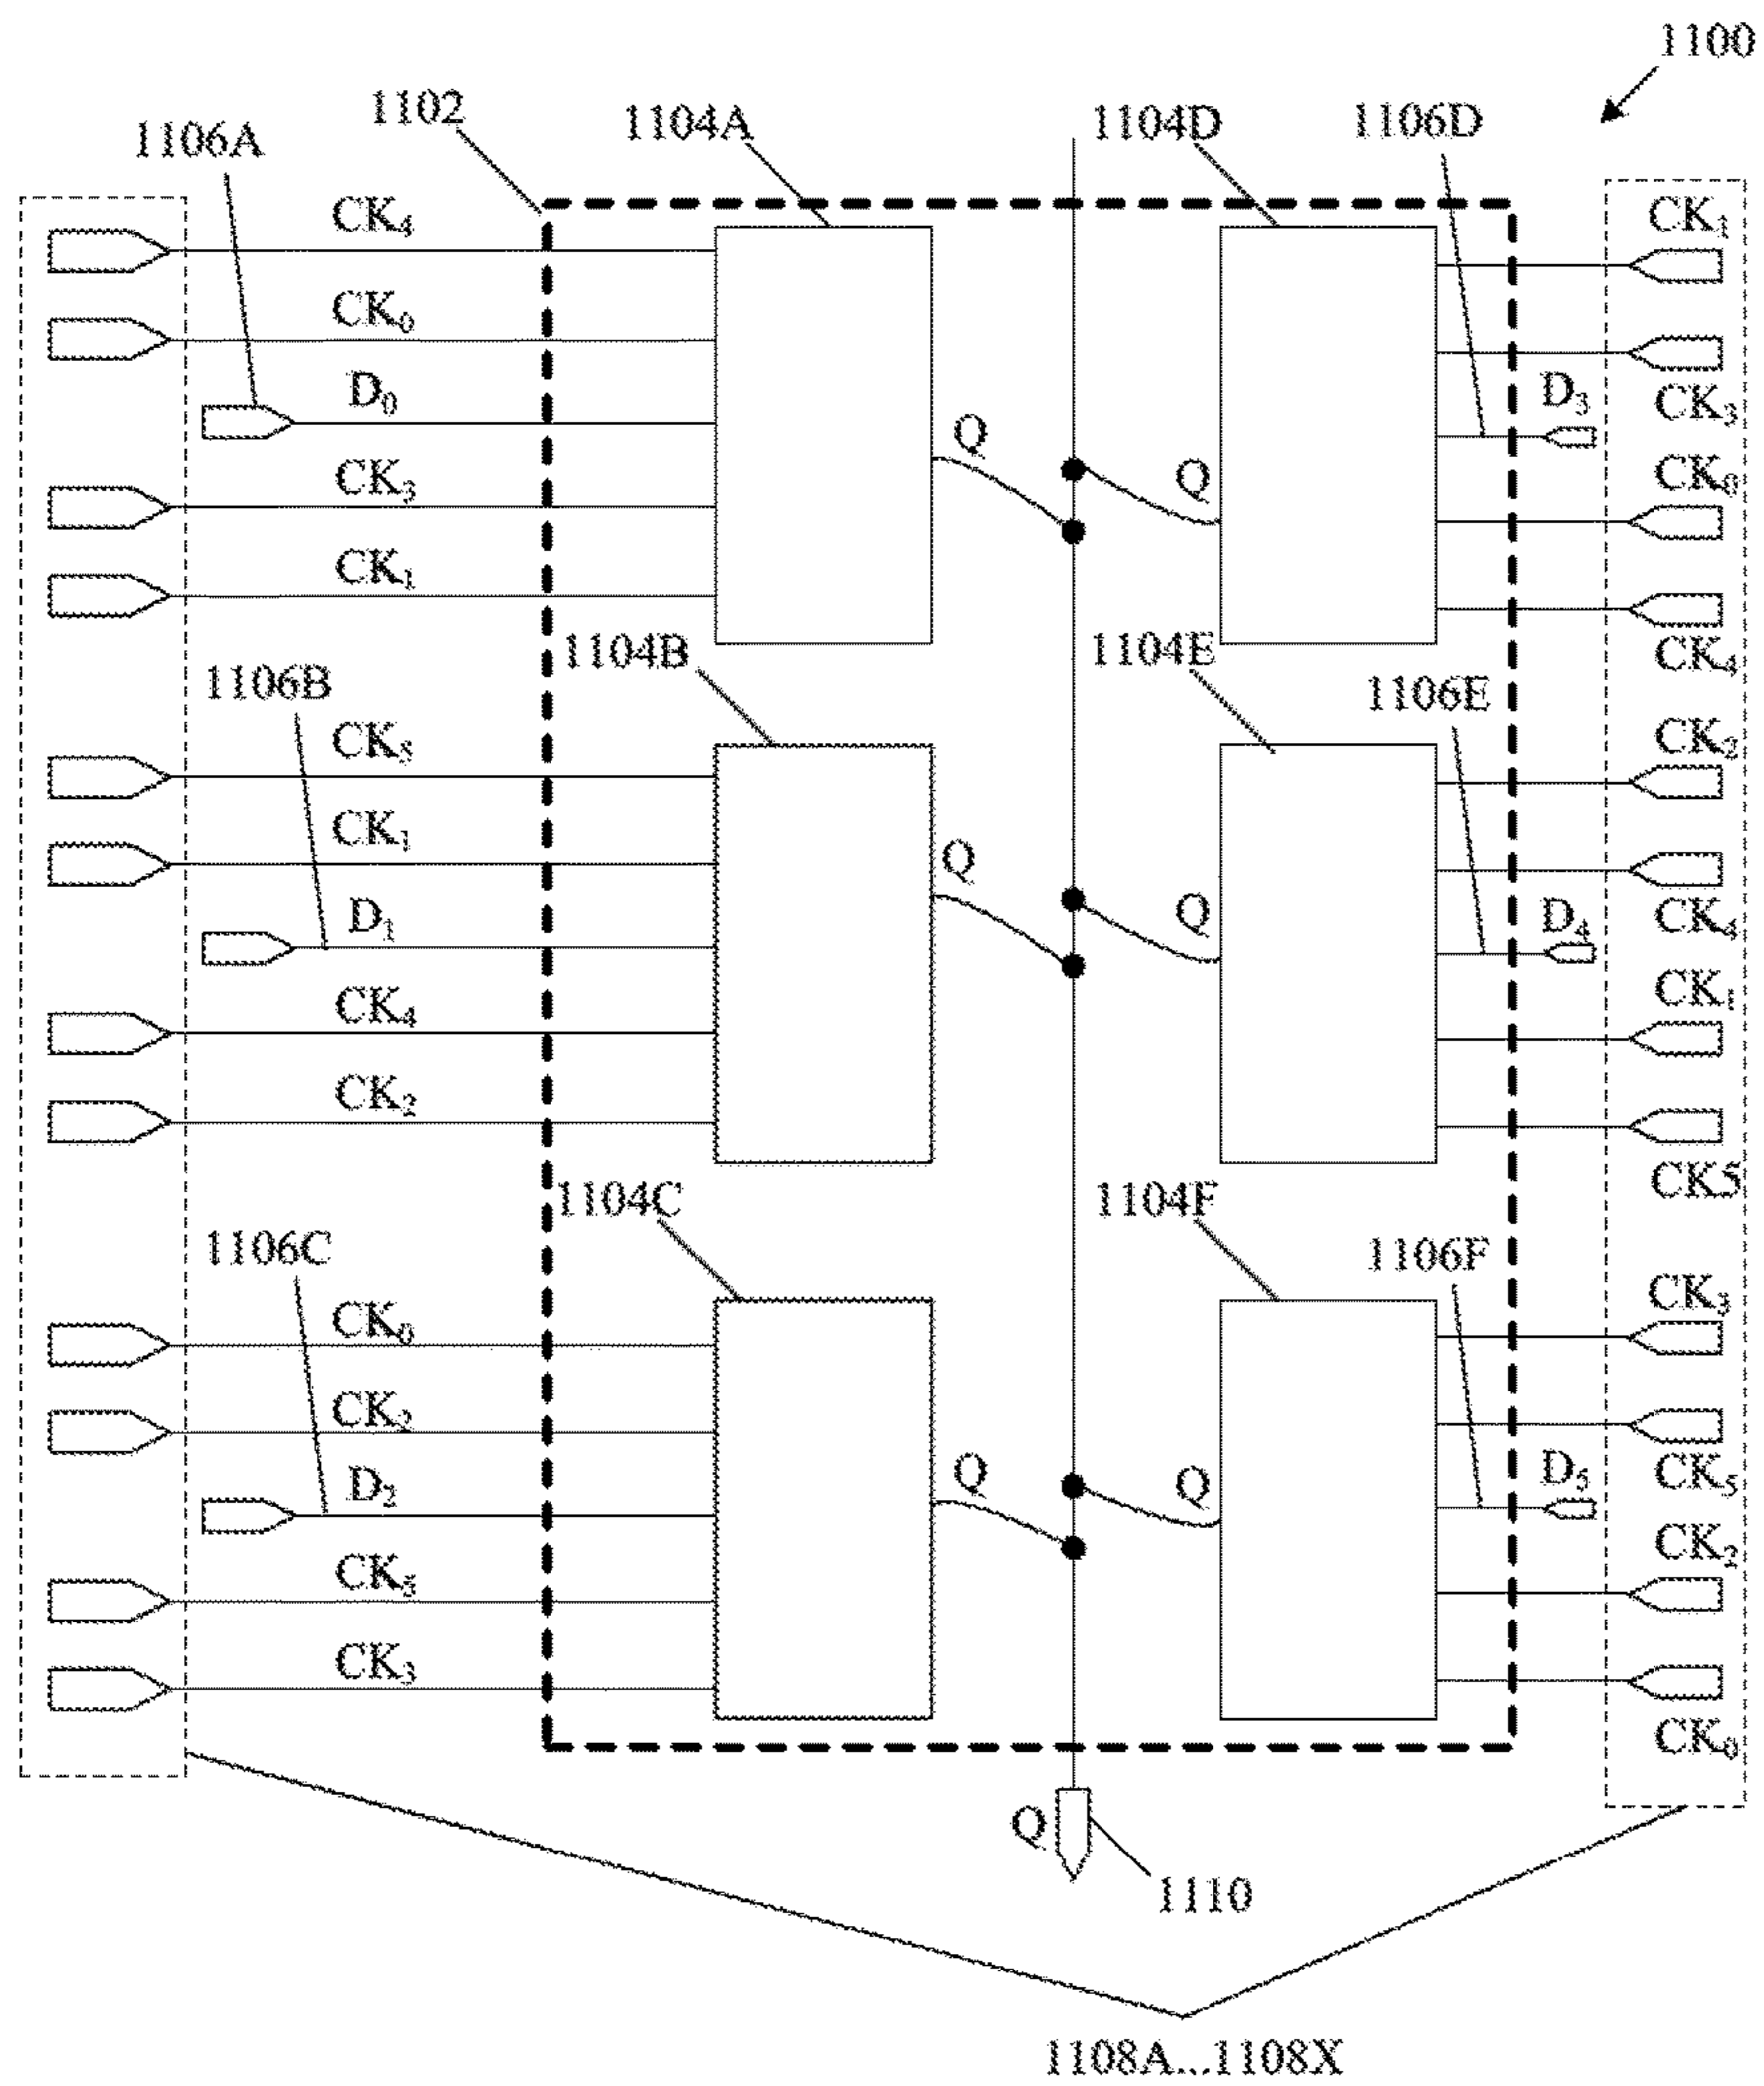 1100
1102
1104A
1104D
1106D
1106A
CK₄
CK₁
CK₀
D₀
D₃
CK₃
Q
Q
CK₃
CK₀
CK₁
1104B
1104E
CK₄
1106B
1106E
CK₅
CK₂
CK₁
Q
D₁
Q
D₄
CK₄
CK₄
CK₁
CK₂
CK5
1104C
1104F
1106C
1106F
CK₀
CK₃
CK₂
D₂
Q
Q
D₅
CK₅
CK₅
CK₂
CK₃
CK₀
Q
1110
1108A...1108X